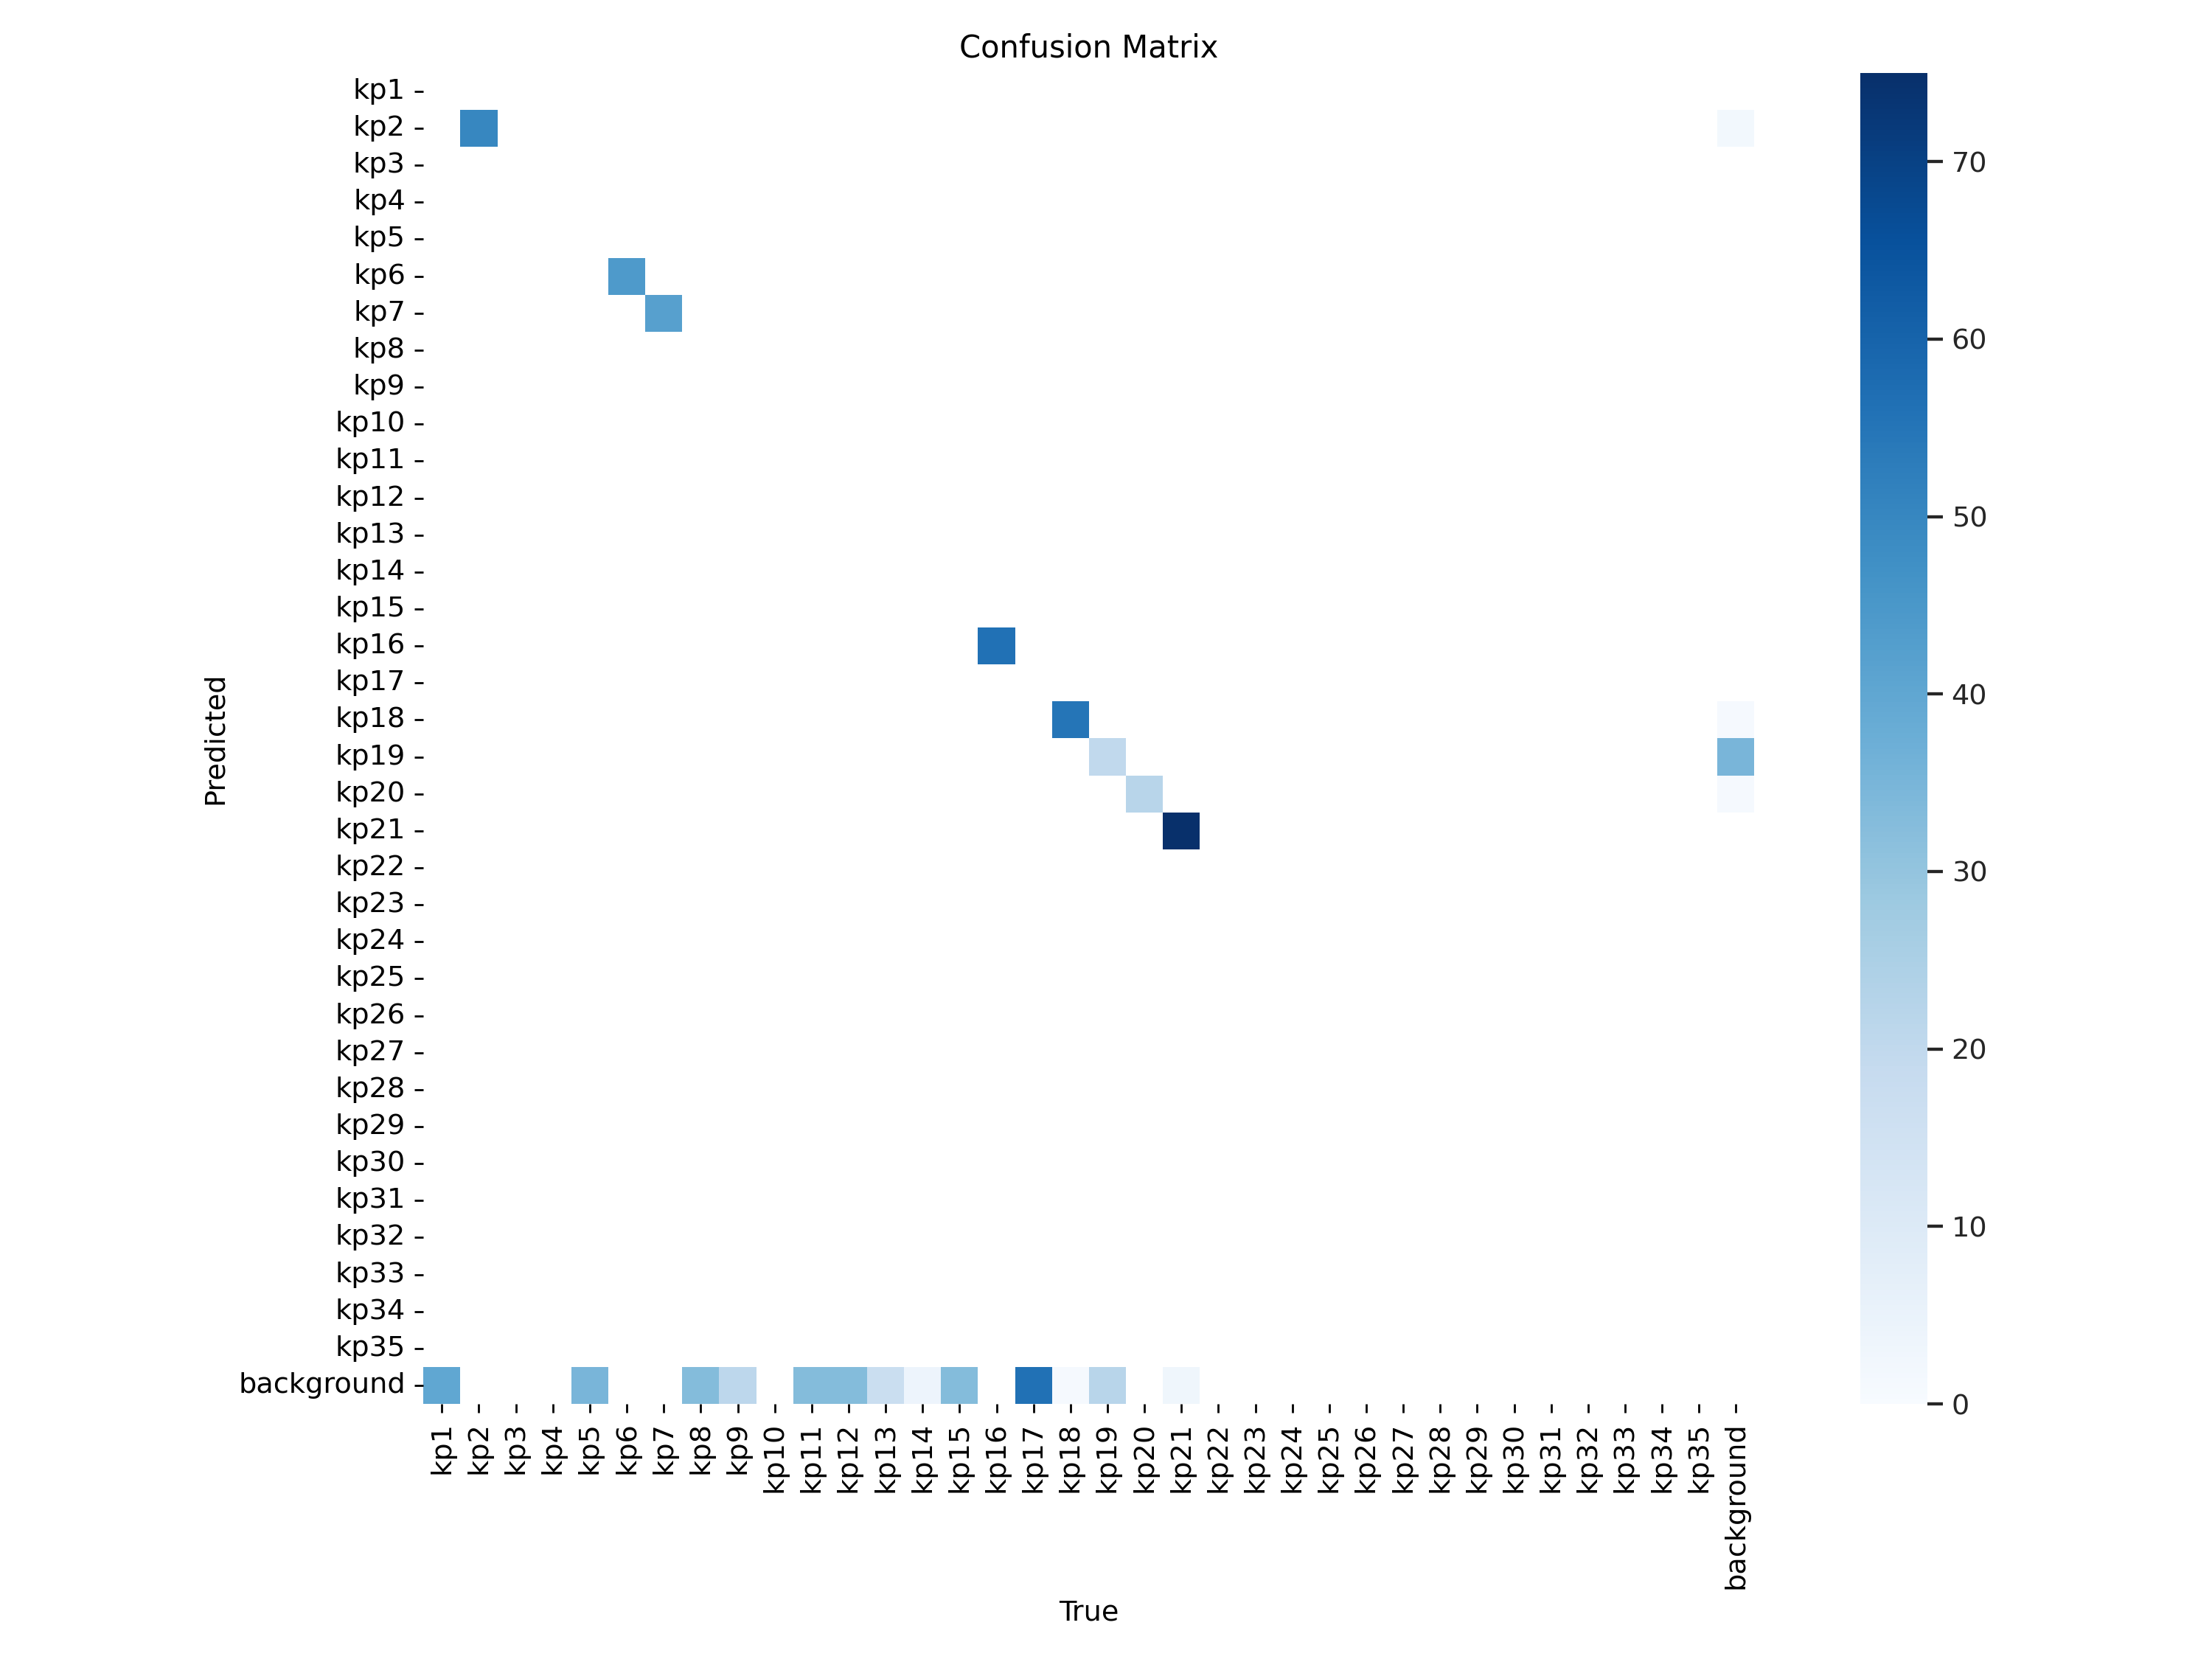 Confusion Matrix
kp1
kp2
kp3
kp4
kp5
kp6
kp7
kp8
kp9
kp10
kp11
kp12
kp13
kp14
kp15
kp16
kp17
kp18
kp19
kp20
kp21
kp22
kp23
kp24
kp25
kp26
kp27
kp28
kp29
kp30
kp31
kp32
kp33
kp34
kp35
background
Predicted
kp1
kp2
kp3
kp4
kp5
kp6
kp7
kp8
kp9
kp10
kp11
kp12
kp13
kp14
kp15
kp16
kp17
kp18
kp19
kp20
kp21
kp22
kp23
kp24
kp25
kp26
kp27
kp28
kp29
kp30
kp31
kp32
kp33
kp34
kp35
background
True
70
60
50
40
30
20
10
0